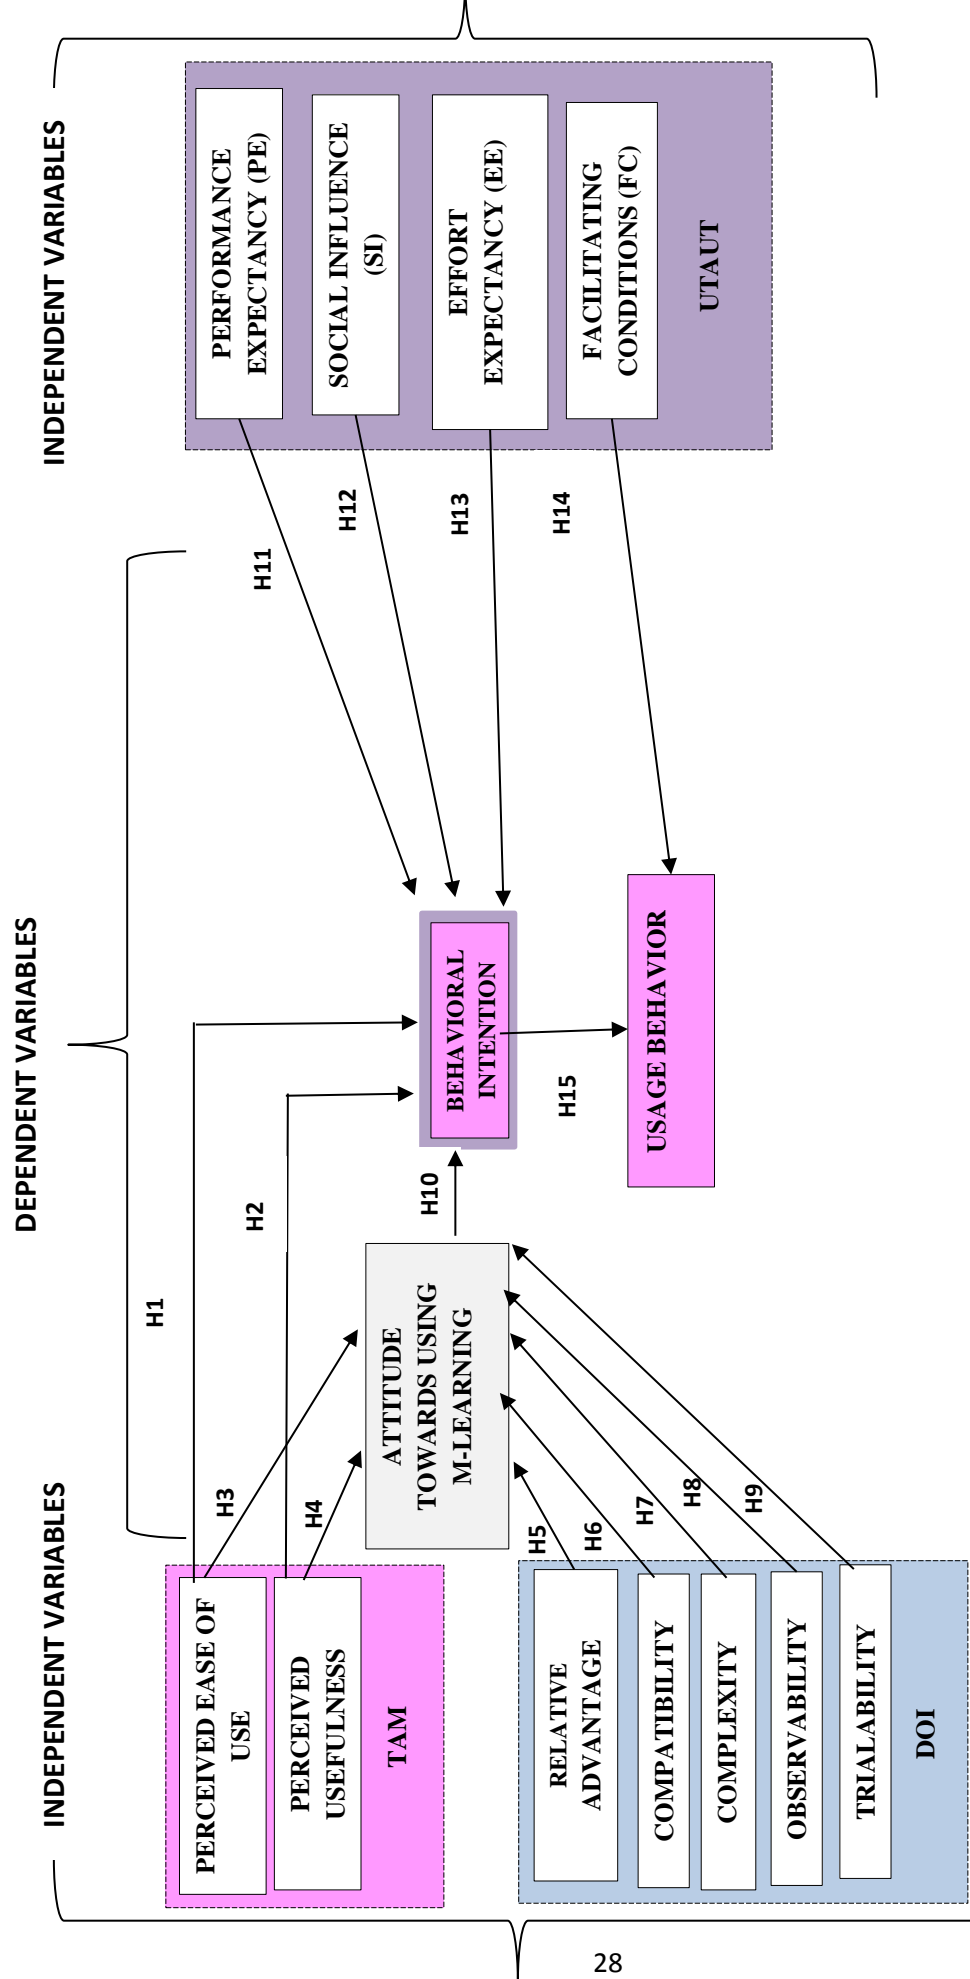 INDEPENDENT VARIABLES
DEPENDENT VARIABLES
INDEPENDENT VARIABLES
PERCEIVED EASE OF
USE
PERCEIVED
USEFULNESS
TAM
RELATIVE
ADVANTAGE
COMPATIBILITY
COMPLEXITY
OBSERVABILITY
TRIALABILITY
DOI
H1
H2
H3
H4
H5
H6
H7
H8
H9
ATTITUDE
TOWARDS USING
M-LEARNING
H10
BEHAVIORAL
INTENTION
H15
USAGE BEHAVIOR
H11
H12
H13
H14
PERFORMANCE
EXPECTANCY (PE)
SOCIAL INFLUENCE
(SI)
EFFORT
EXPECTANCY (EE)
FACILITATING
CONDITIONS (FC)
UTAUT
28